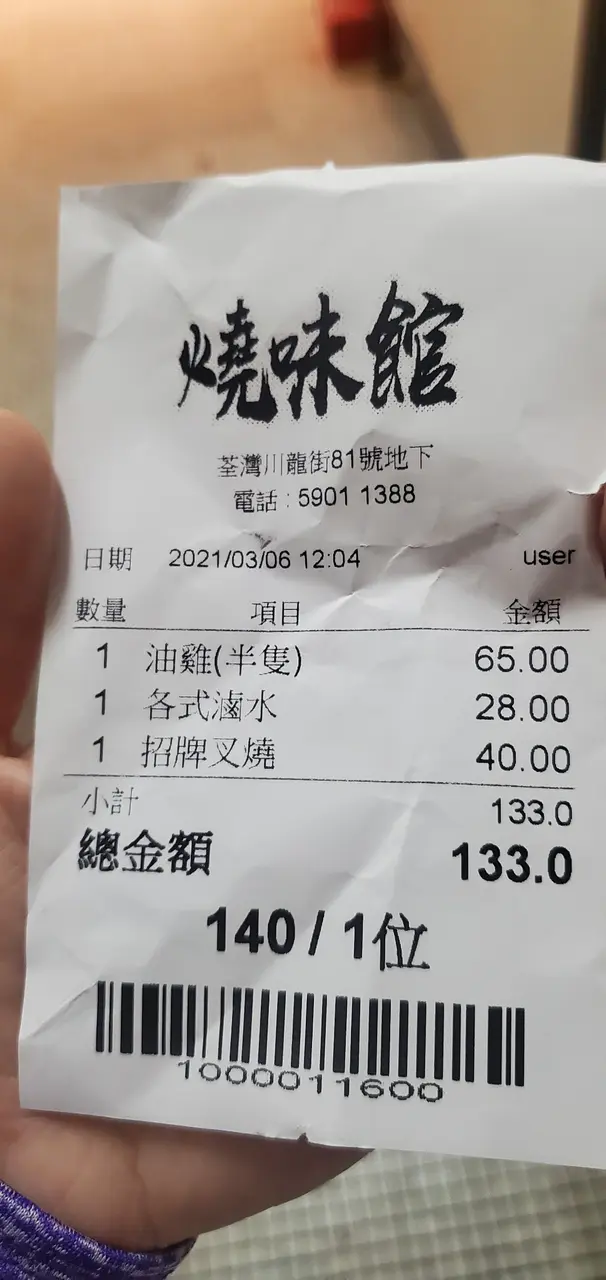 燒味館
荃灣川龍街81號地下
電話：5901 1388
日期 2021/03/06 12:04 user
數量 項目 金額
1 油雞(半隻) 65.00
1 各式滷水 28.00
1 招牌叉燒 40.00
小計 133.0
總金額 133.0
140 / 1位
1000011600